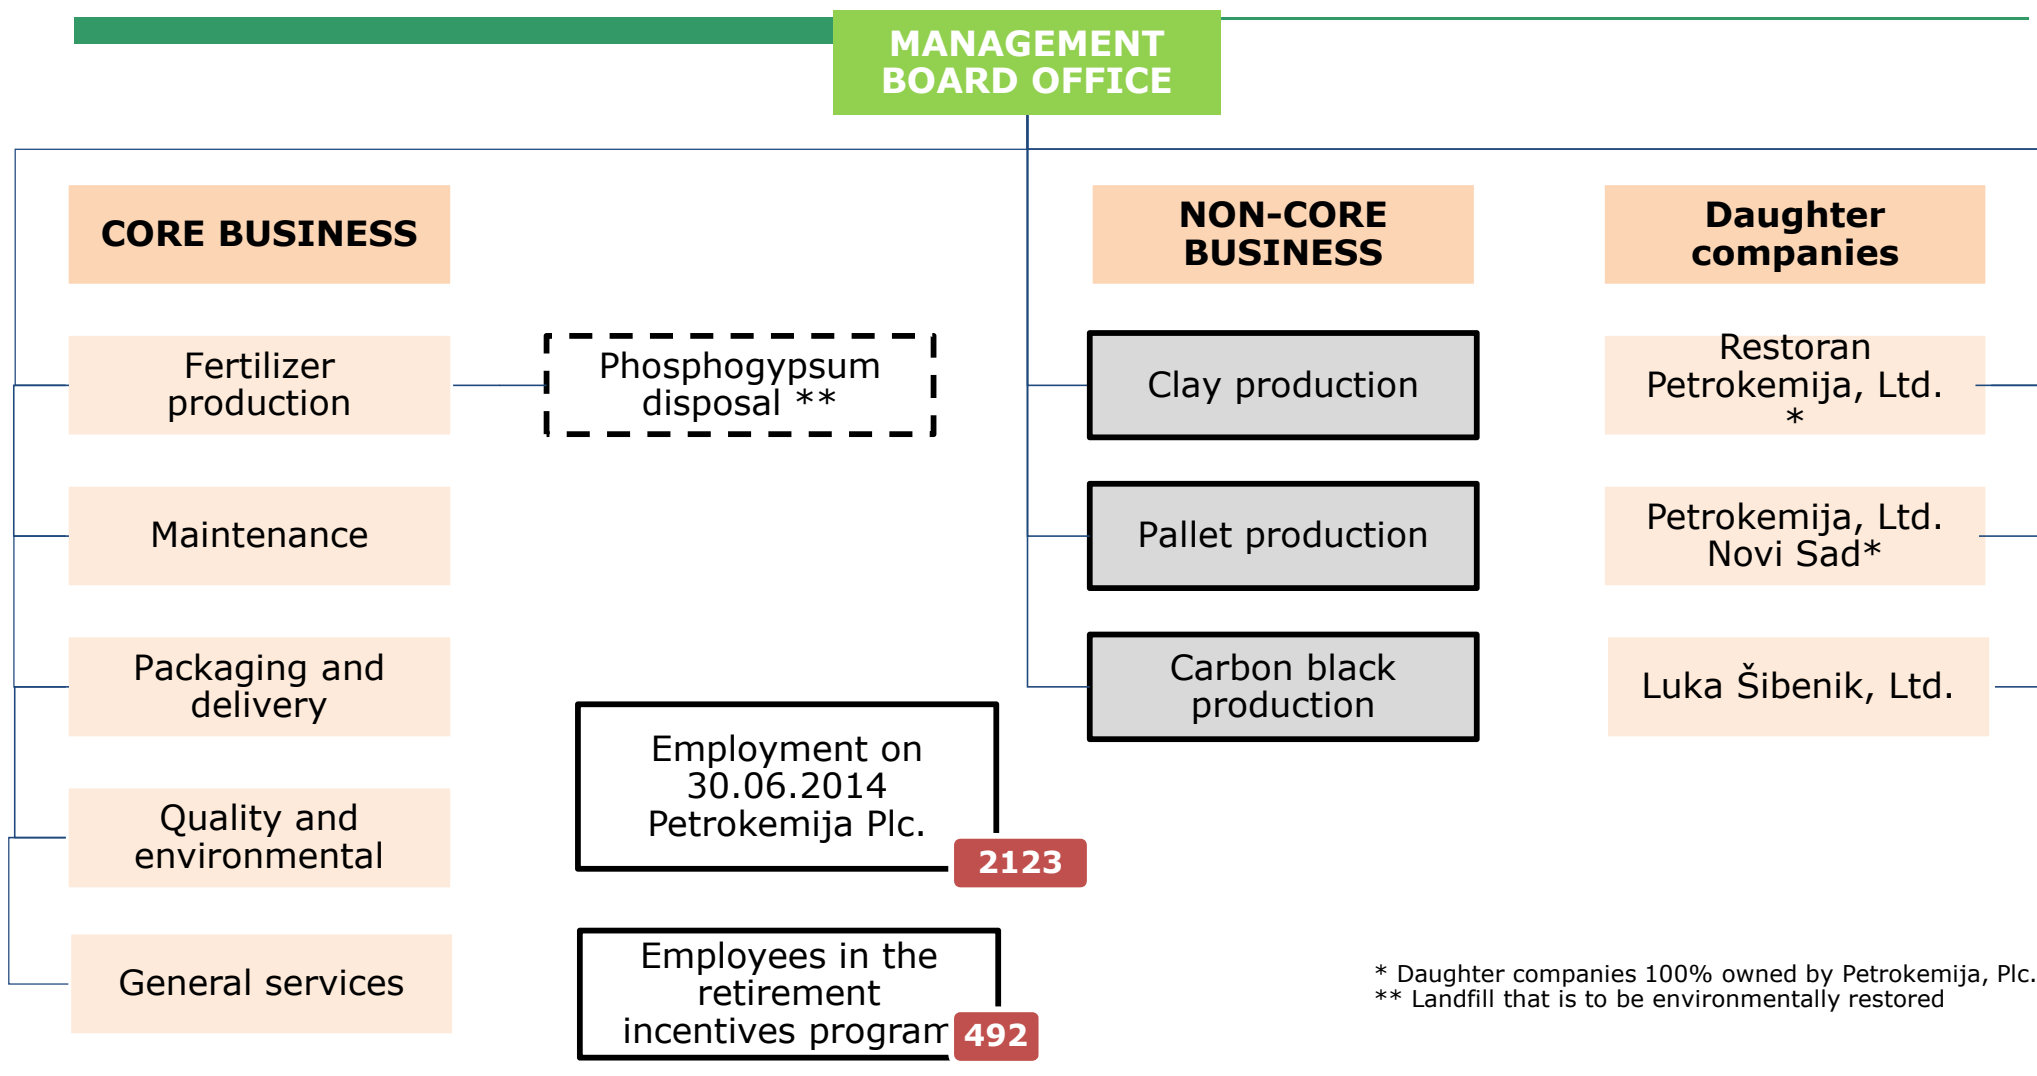 MANAGEMENT
BOARD OFFICE
CORE BUSINESS
NON-CORE
BUSINESS
Daughter
companies
Fertilizer
production
Phosphogypsum
disposal **
Clay production
Restoran
Petrokemija, Ltd.
*
Maintenance
Pallet production
Petrokemija, Ltd.
Novi Sad*
Packaging and
delivery
Carbon black
production
Luka Šibenik, Ltd.
Employment on
30.06.2014
Petrokemija Plc.
2123
Quality and
environmental
General services
Employees in the
retirement
incentives program
492
* Daughter companies 100% owned by Petrokemija, Plc.
** Landfill that is to be environmentally restored